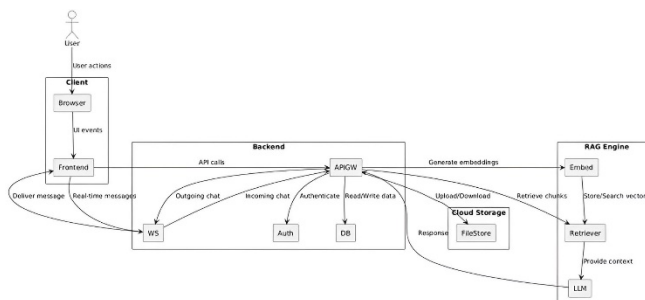 User
User actions
Client
Browser
UI events
Backend
RAG Engine
Frontend
API calls
APIGW
Generate embeddings
Embed
Deliver message
Real-time messages
Outgoing chat
Incoming chat
Authenticate
Read/Write data
Upload/Download
Retrieve chunks
Store/Search vector
Cloud Storage
WS
Auth
DB
Response
FileStore
Retriever
Provide context
LLM